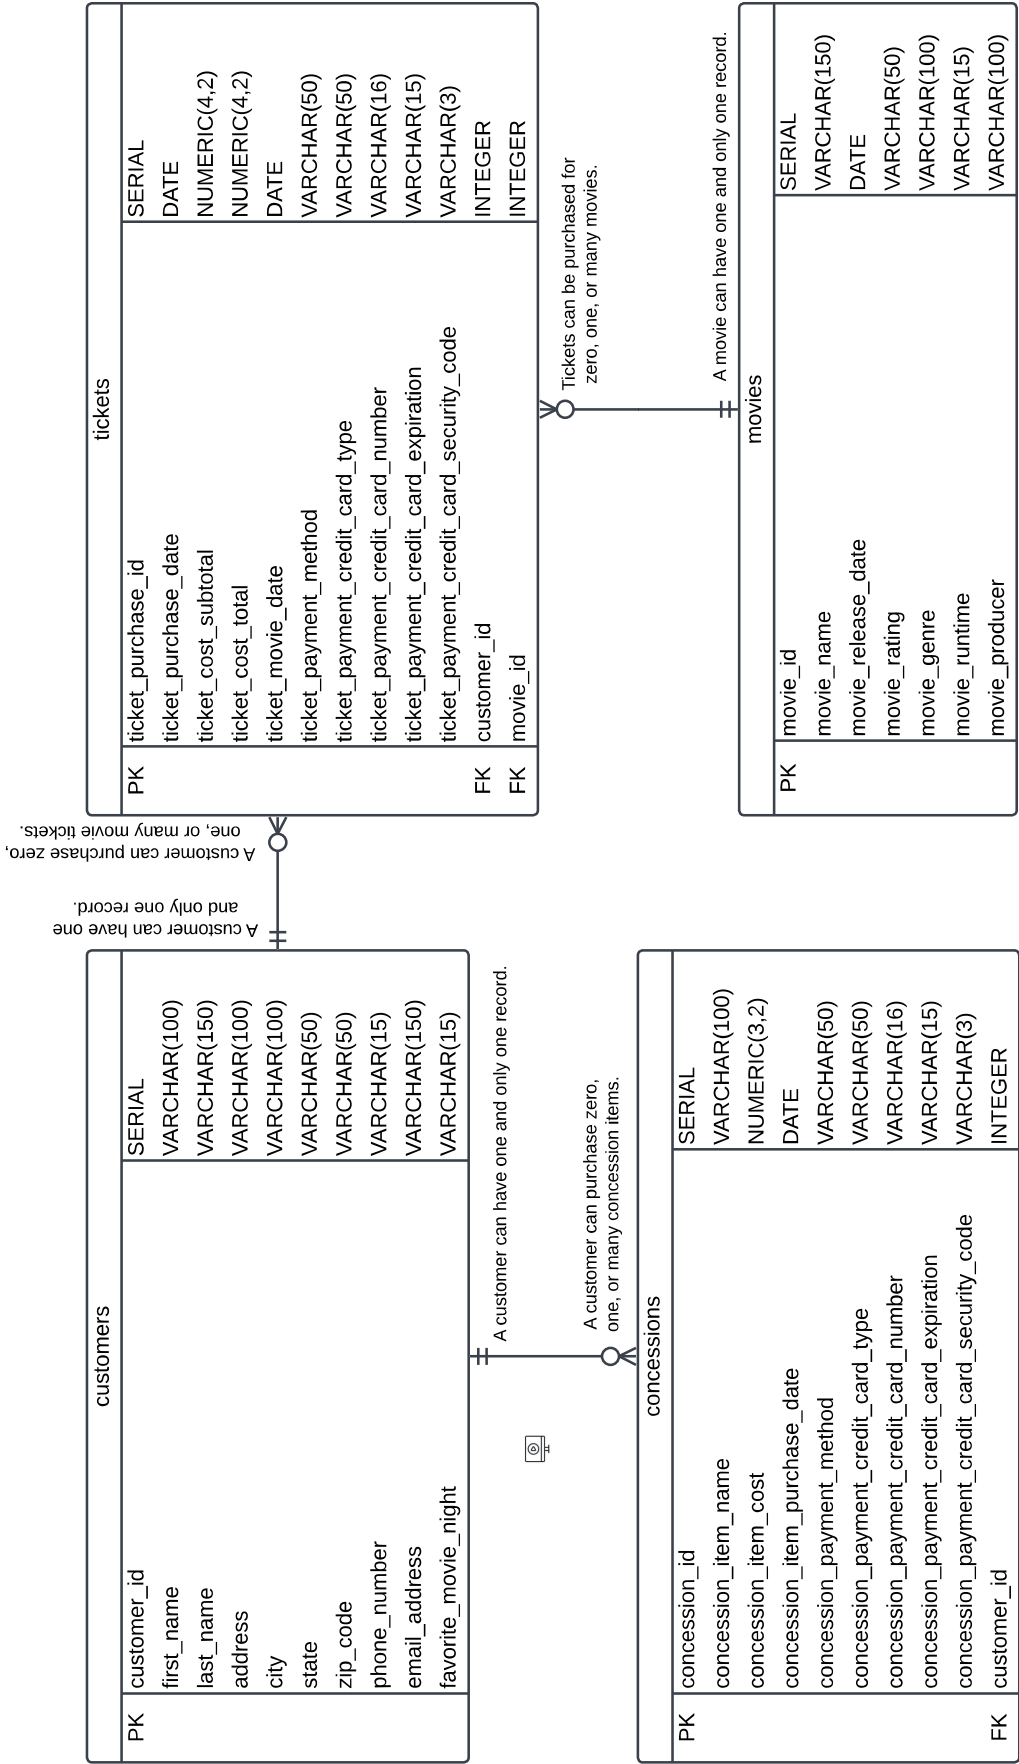 customers
PK customer_id SERIAL
first_name VARCHAR(100)
last_name VARCHAR(150)
address VARCHAR(100)
city VARCHAR(100)
state VARCHAR(50)
zip_code VARCHAR(50)
phone_number VARCHAR(15)
email_address VARCHAR(150)
favorite_movie_night VARCHAR(15)
A customer can have one
and only one record.
A customer can purchase zero,
one, or many movie tickets.
tickets
PK ticket_purchase_id SERIAL
ticket_purchase_date DATE
ticket_cost_subtotal NUMERIC(4,2)
ticket_cost_total NUMERIC(4,2)
ticket_movie_date DATE
ticket_payment_method VARCHAR(50)
ticket_payment_credit_card_type VARCHAR(50)
ticket_payment_credit_card_number VARCHAR(16)
ticket_payment_credit_card_expiration VARCHAR(15)
ticket_payment_credit_card_security_code VARCHAR(3)
FK customer_id INTEGER
FK movie_id INTEGER
A customer can have one and only one record.
A customer can purchase zero,
one, or many concession items.
Tickets can be purchased for
zero, one, or many movies.
A movie can have one and only one record.
concessions
PK concession_id SERIAL
concession_item_name VARCHAR(100)
concession_item_cost NUMERIC(3,2)
concession_item_purchase_date DATE
concession_payment_method VARCHAR(50)
concession_payment_credit_card_type VARCHAR(50)
concession_payment_credit_card_number VARCHAR(16)
concession_payment_credit_card_expiration VARCHAR(15)
concession_payment_credit_card_security_code VARCHAR(3)
FK customer_id INTEGER
movies
PK movie_id SERIAL
movie_name VARCHAR(150)
movie_release_date DATE
movie_rating VARCHAR(50)
movie_genre VARCHAR(100)
movie_runtime VARCHAR(15)
movie_producer VARCHAR(100)